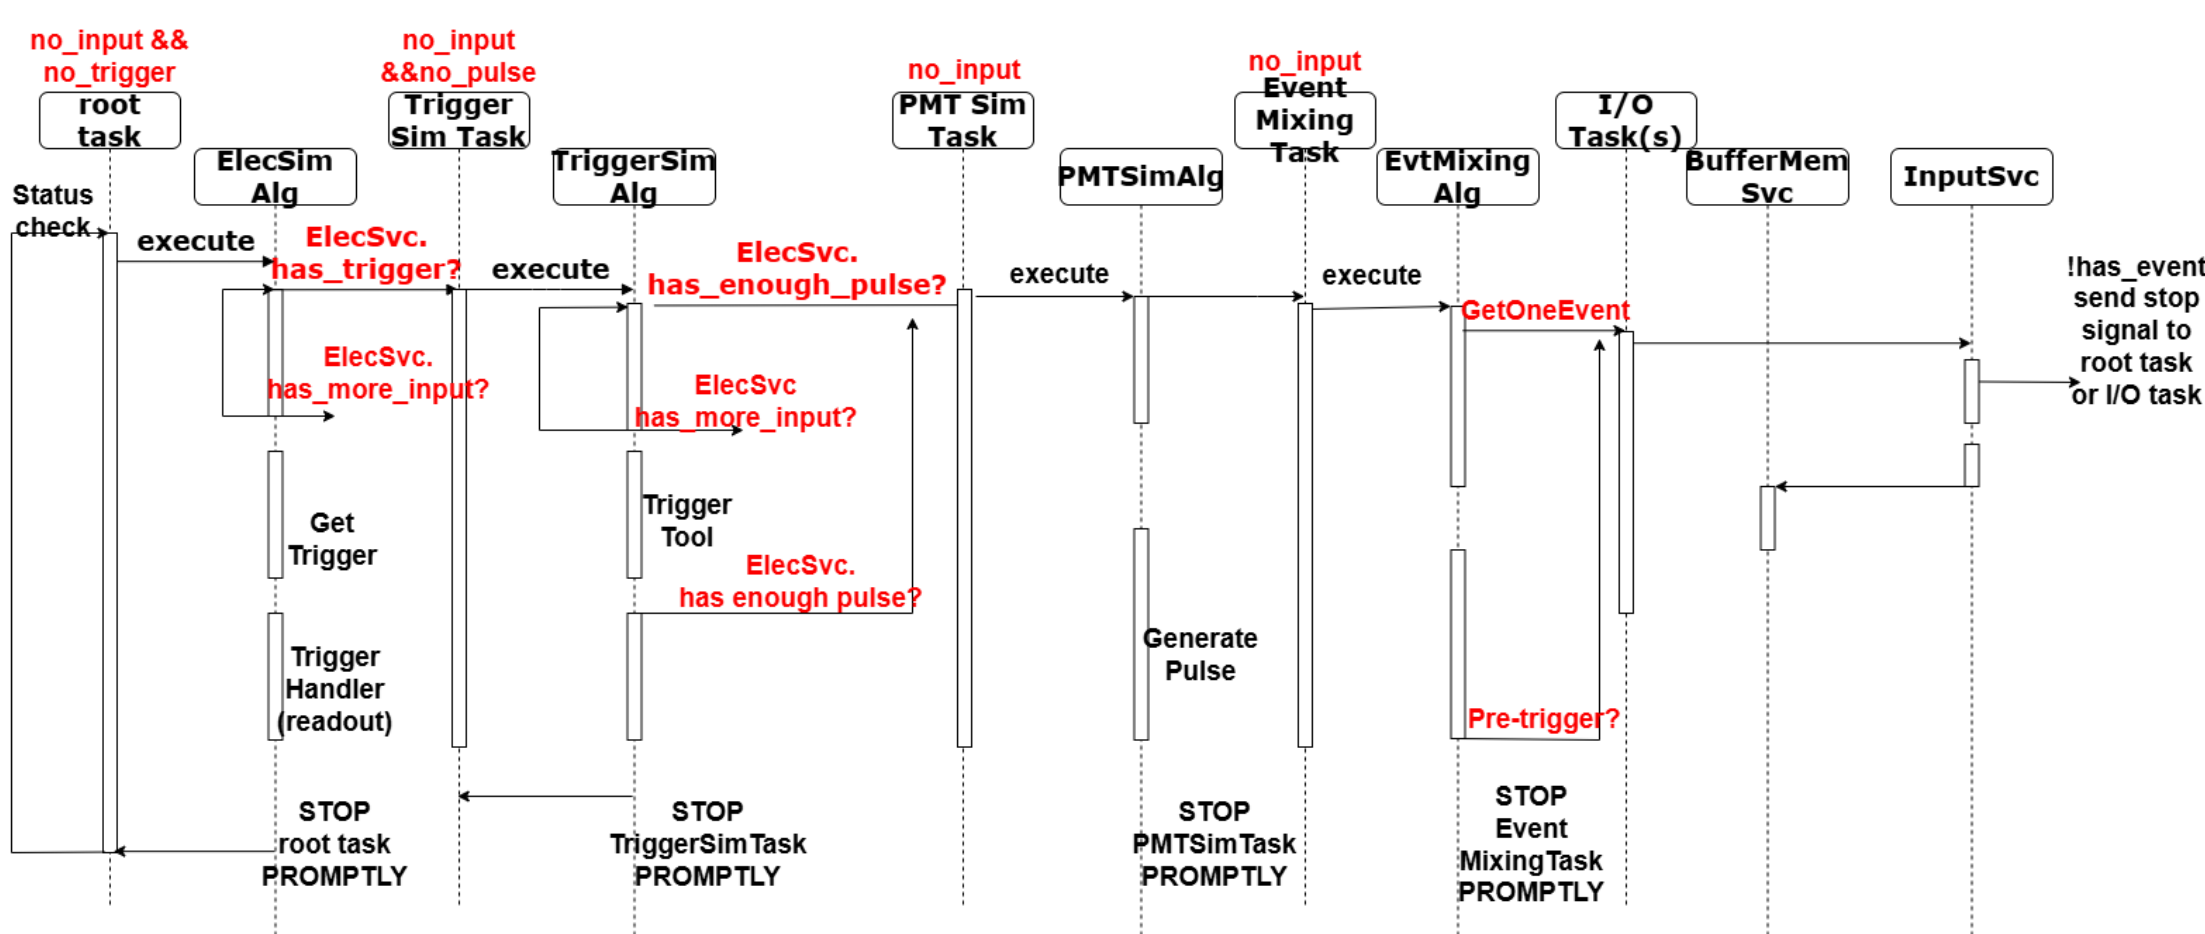 no_input &&
no_trigger
no_input
&&no_pulse
no_input
no_input
root
task
Trigger
Sim Task
PMT Sim
Task
Event
Mixing
Task
I/O
Task(s)
ElecSim
Alg
TriggerSim
Alg
PMTSimAlg
EvtMixing
Alg
BufferMem
Svc
InputSvc
Status
check
execute
ElecSvc.
has_trigger?
execute
ElecSvc.
has_enough_pulse?
execute
execute
GetOneEvent
!has_event
send stop
signal to
root task
or I/O task
ElecSvc.
has_more_input?
ElecSvc
has_more_input?
Get
Trigger
Trigger
Tool
ElecSvc.
has enough pulse?
Trigger
Handler
(readout)
Generate
Pulse
Pre-trigger?
STOP
root task
PROMPTLY
STOP
TriggerSimTask
PROMPTLY
STOP
PMTSimTask
PROMPTLY
STOP
Event
MixingTask
PROMPTLY